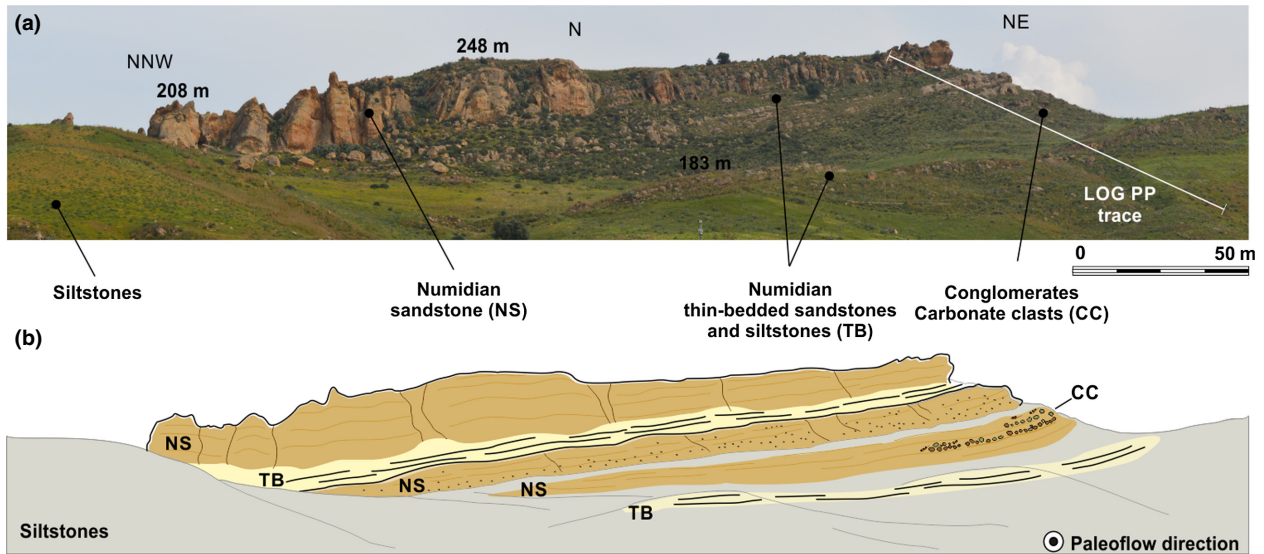 (a)
NNW
208 m
248 m
N
NE
183 m
LOG PP
trace
0 50 m
Siltstones
Numidian
sandstone (NS)
Numidian
thin-bedded sandstones
and siltstones (TB)
Conglomerates
Carbonate clasts (CC)
(b)
CC
NS
TB
NS
NS
TB
Siltstones
Paleoflow direction